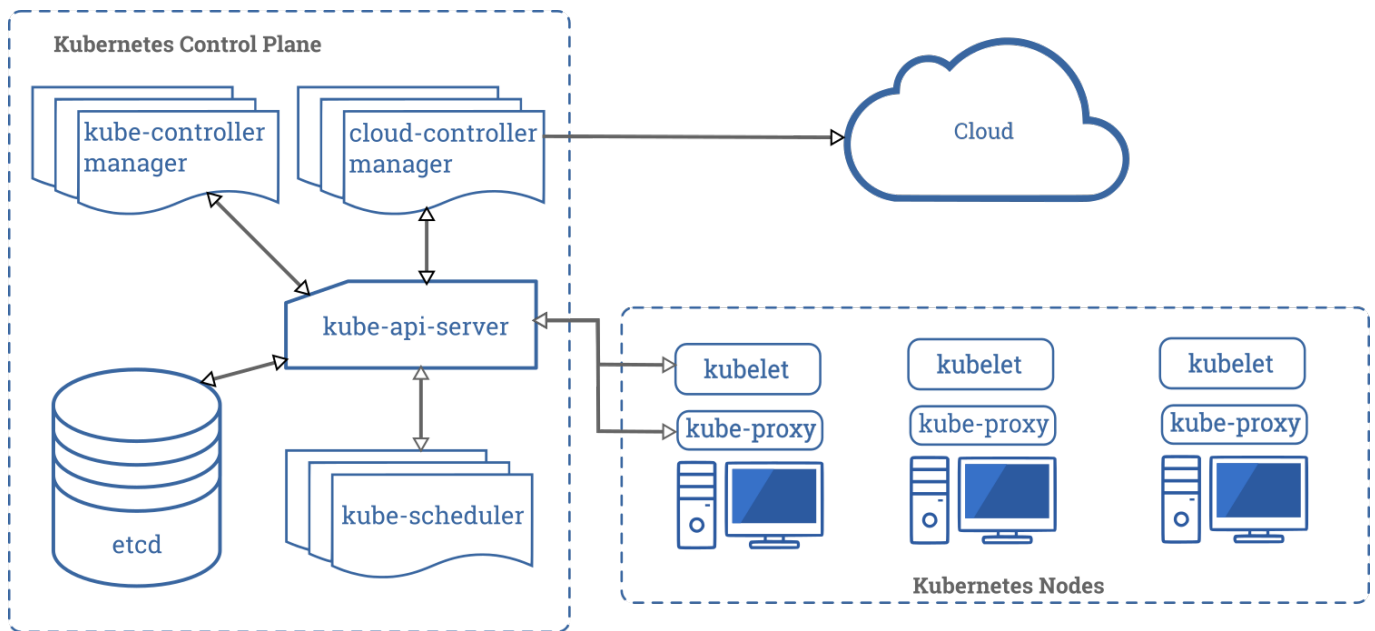 Kubernetes Control Plane
kube-controller
manager
cloud-controller
manager
Cloud
kube-api-server
etcd
kube-scheduler
kubelet
kubelet
kubelet
kube-proxy
kube-proxy
kube-proxy
Kubernetes Nodes